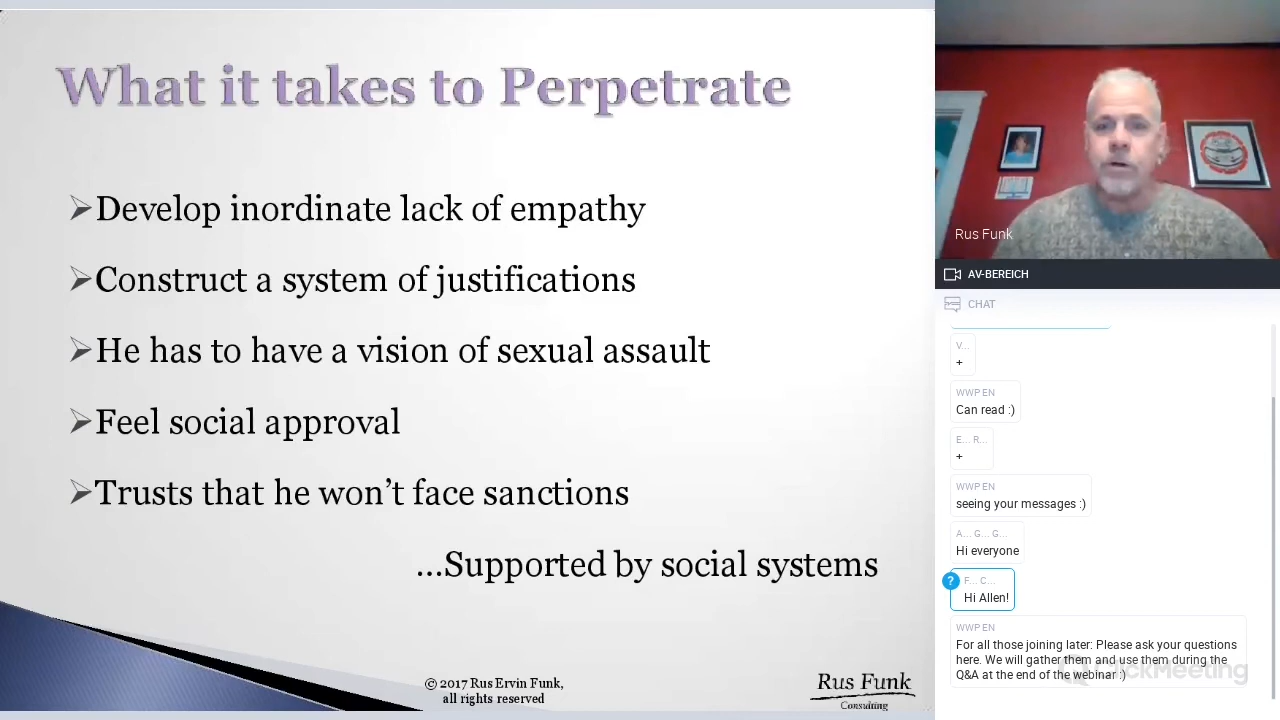 What it takes to Perpetrate
➢Develop inordinate lack of empathy
➢Construct a system of justifications
➢He has to have a vision of sexual assault
➢Feel social approval
➢Trusts that he won’t face sanctions
…Supported by social systems
© 2017 Rus Ervin Funk,
all rights reserved
Rus Funk
Consulting
Rus Funk
AV-BEREICH
CHAT
V...
+
WWP EN
Can read :)
E... R...
+
WWP EN
seeing your messages :)
A... G... G...
Hi everyone
?
F... C...
Hi Allen!
WWP EN
For all those joining later: Please ask your questions
here. We will gather them and use them during the
Q&A at the end of the webinar :)
ClickMeeting